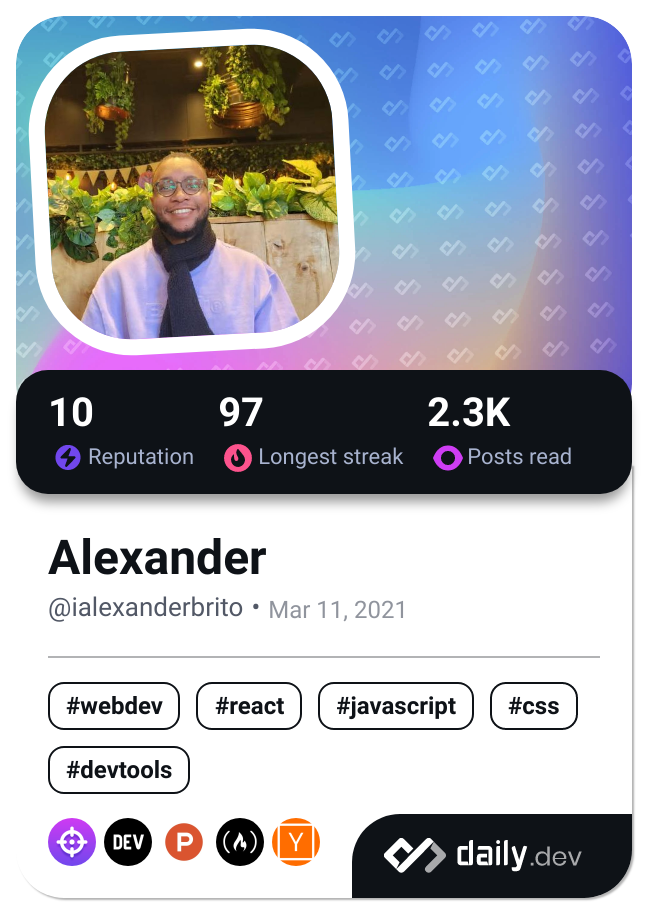 10 97 2.3K
Reputation Longest streak Posts read
Alexander
@ialexanderbrito • Mar 11, 2021
#webdev #react #javascript #css
#devtools
DEV P Y daily.dev